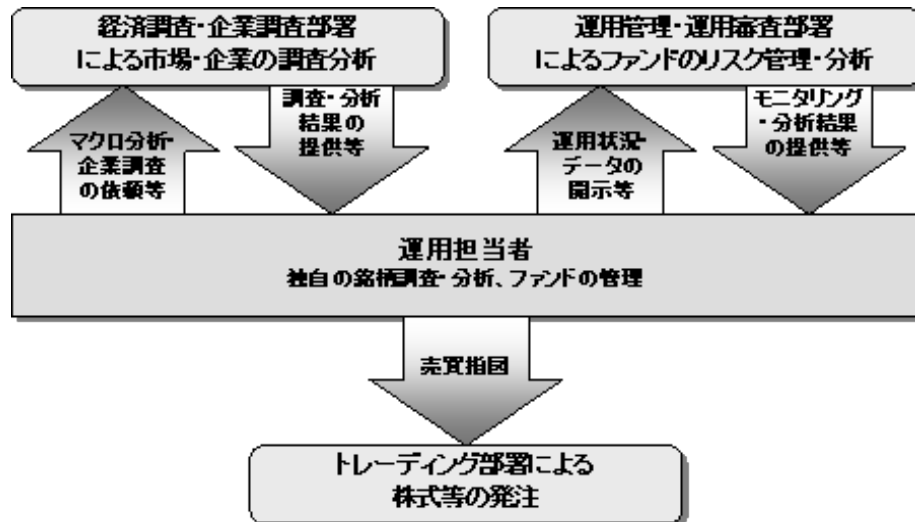 経済調査・企業調査部署
による市場・企業の調査分析
運用管理・運用審査部署
によるファンドのリスク管理・分析
マクロ分析・
企業調査
の依頼等
調査・分析
結果の
提供等
運用状況・
データの
開示等
モニタリング
・分析結果
の提供等
運用担当者
独自の銘柄調査・分析、ファンドの管理
売買指図
トレーディング部署による
株式等の発注